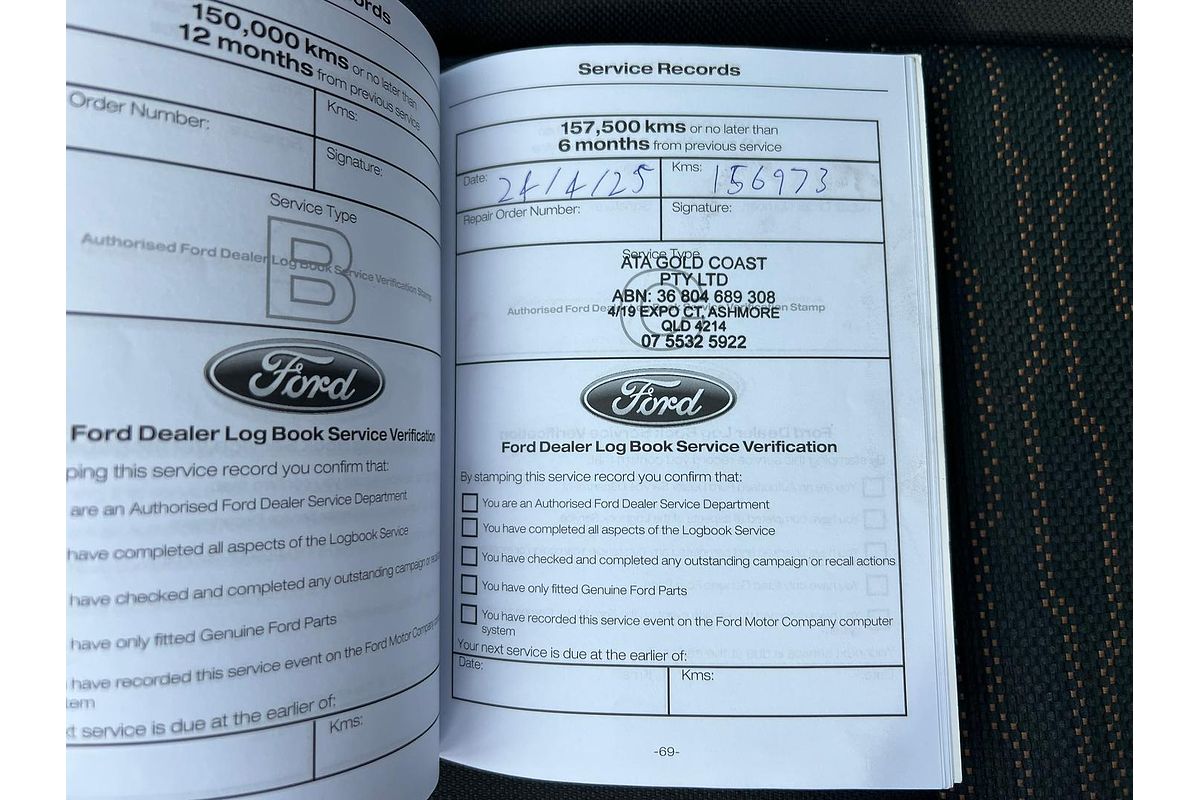 ords
150,000 kms or no later than
12 months from previous service
Order Number:
Kms:
Signature:
Service Type
B
Authorised Ford Dealer Log Book Service Verification Stamp
Ford
Ford Dealer Log Book Service Verification
ping this service record you confirm that:
are an Authorised Ford Dealer Service Department
have completed all aspects of the Logbook Service
have checked and completed any outstanding campaign or
have only fitted Genuine Ford Parts
have recorded this service event on the Ford Motor Company
tem
t service is due at the earlier of:
Kms:
Service Records
157,500 kms or no later than
6 months from previous service
Date: 24/4/25
Kms: 156973
Repair Order Number:
Signature:
Service Type
C
Authorised Ford Dealer Log Book Service Verification Stamp
ATA GOLD COAST
PTY LTD
ABN: 36 804 689 308
4/19 EXPO CT, ASHMORE
QLD 4214
07 5532 5922
Ford
Ford Dealer Log Book Service Verification
By stamping this service record you confirm that:
You are an Authorised Ford Dealer Service Department
You have completed all aspects of the Logbook Service
You have checked and completed any outstanding campaign or recall actions
You have only fitted Genuine Ford Parts
You have recorded this service event on the Ford Motor Company computer
system
Your next service is due at the earlier of:
Date:
Kms:
-69-